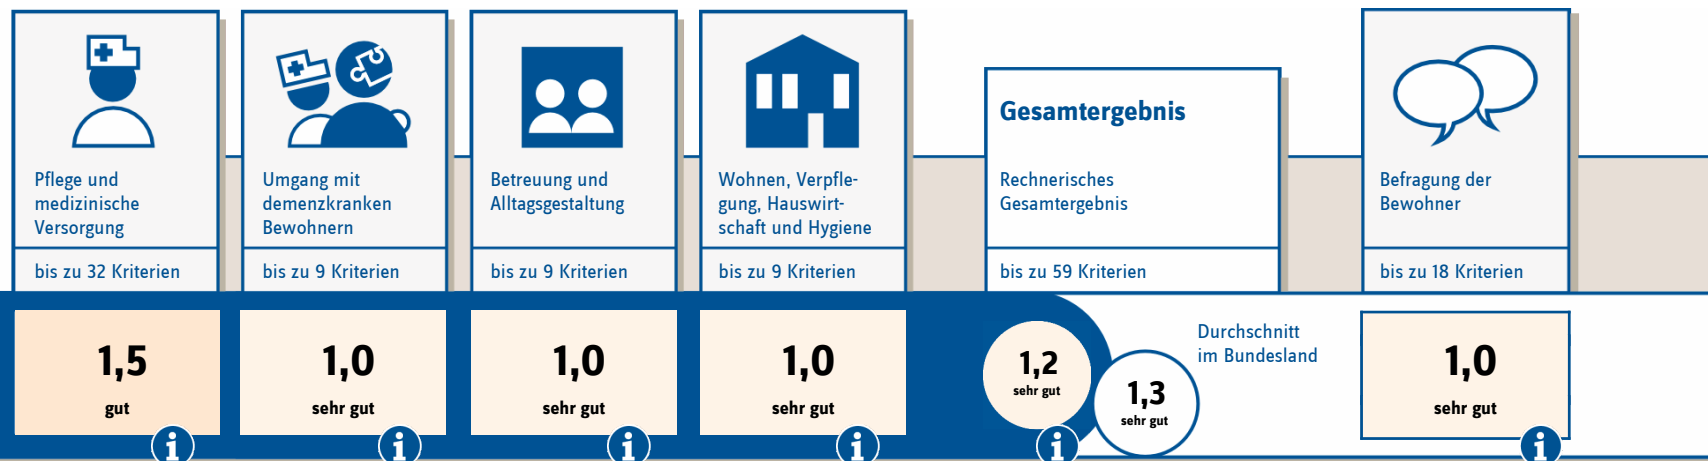 Pflege und
medizinische
Versorgung
bis zu 32 Kriterien
1,5
gut
Umgang mit
demenzkranken
Bewohnern
bis zu 9 Kriterien
1,0
sehr gut
Betreuung und
Alltagsgestaltung
bis zu 9 Kriterien
1,0
sehr gut
Wohnen, Verpfle-
gung, Hauswirt-
schaft und Hygiene
bis zu 9 Kriterien
1,0
sehr gut
Gesamtergebnis
Rechnerisches
Gesamtergebnis
bis zu 59 Kriterien
1,2
sehr gut
1,3
sehr gut
Durchschnitt
im Bundesland
Befragung der
Bewohner
bis zu 18 Kriterien
1,0
sehr gut